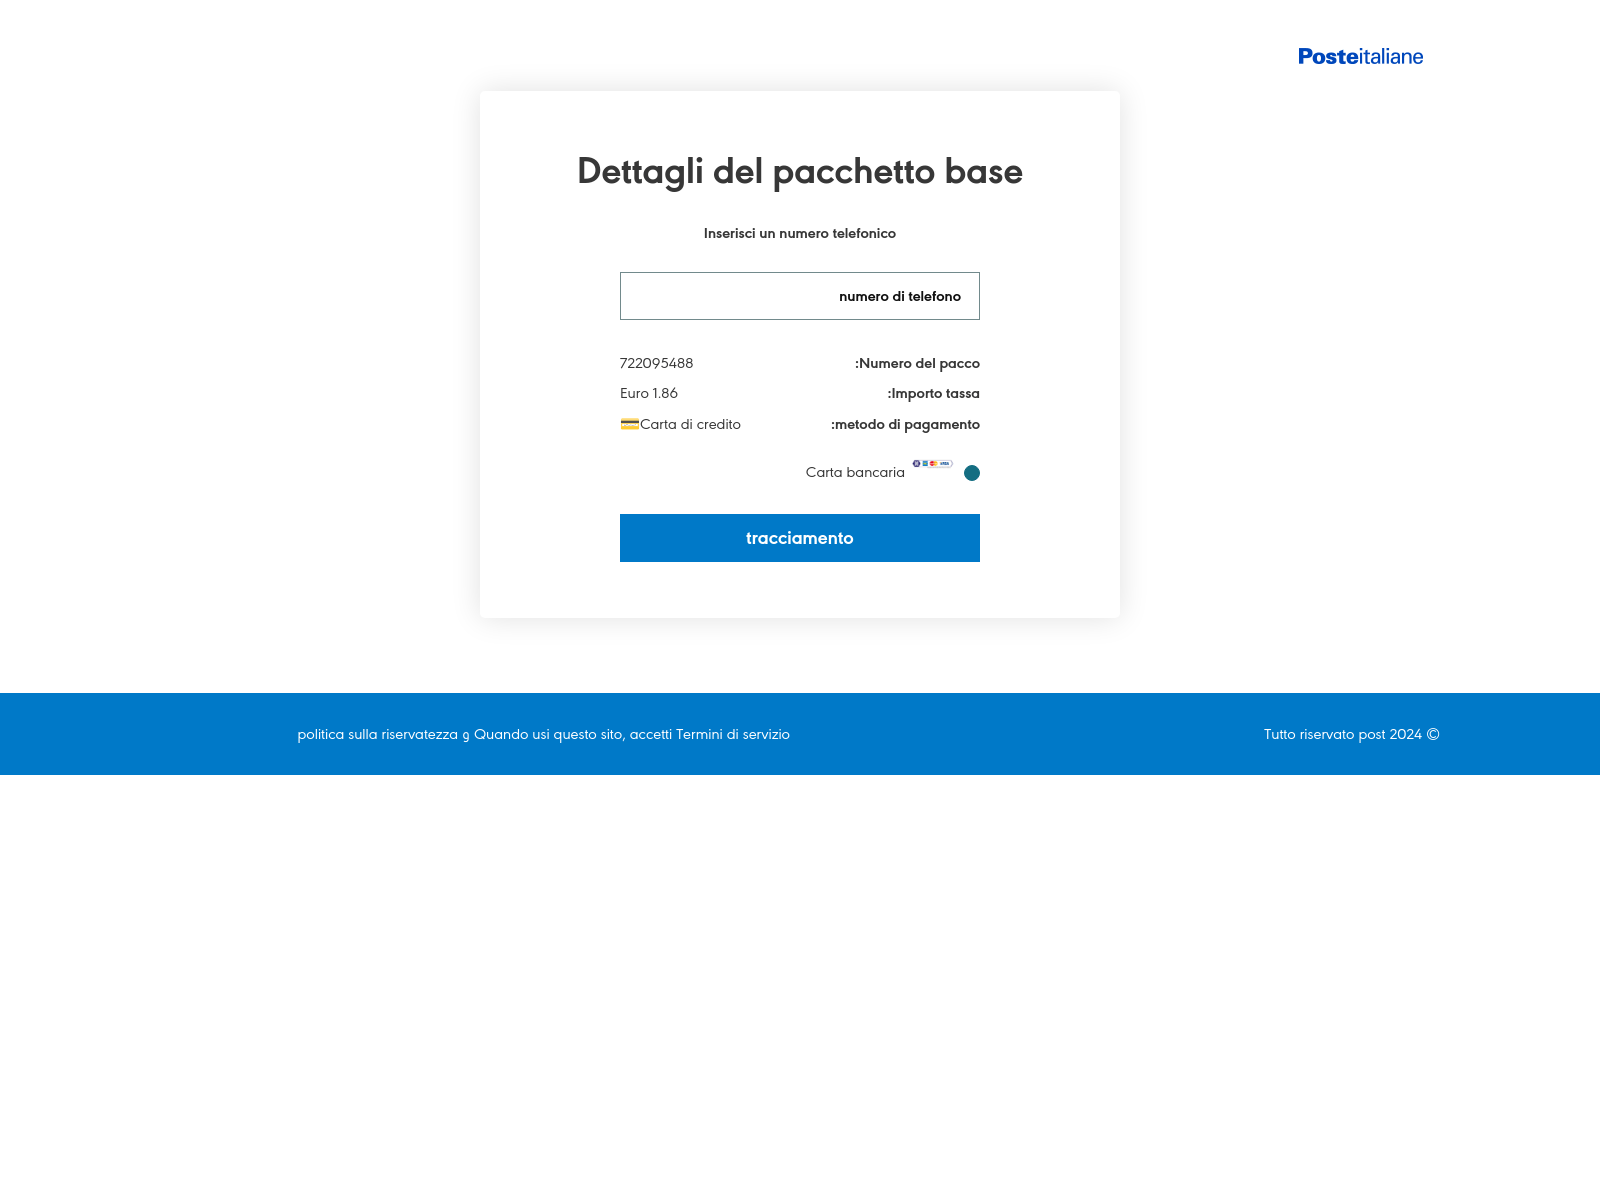 Posteitaliane
Dettagli del pacchetto base
Inserisci un numero telefonico
numero di telefono
722095488 :Numero del pacco
Euro 1.86 :Importo tassa
💳Carta di credito :metodo di pagamento
Carta bancaria
tracciamento
politica sulla riservatezza و Quando usi questo sito, accetti Termini di servizio
Tutto riservato post 2024 ©